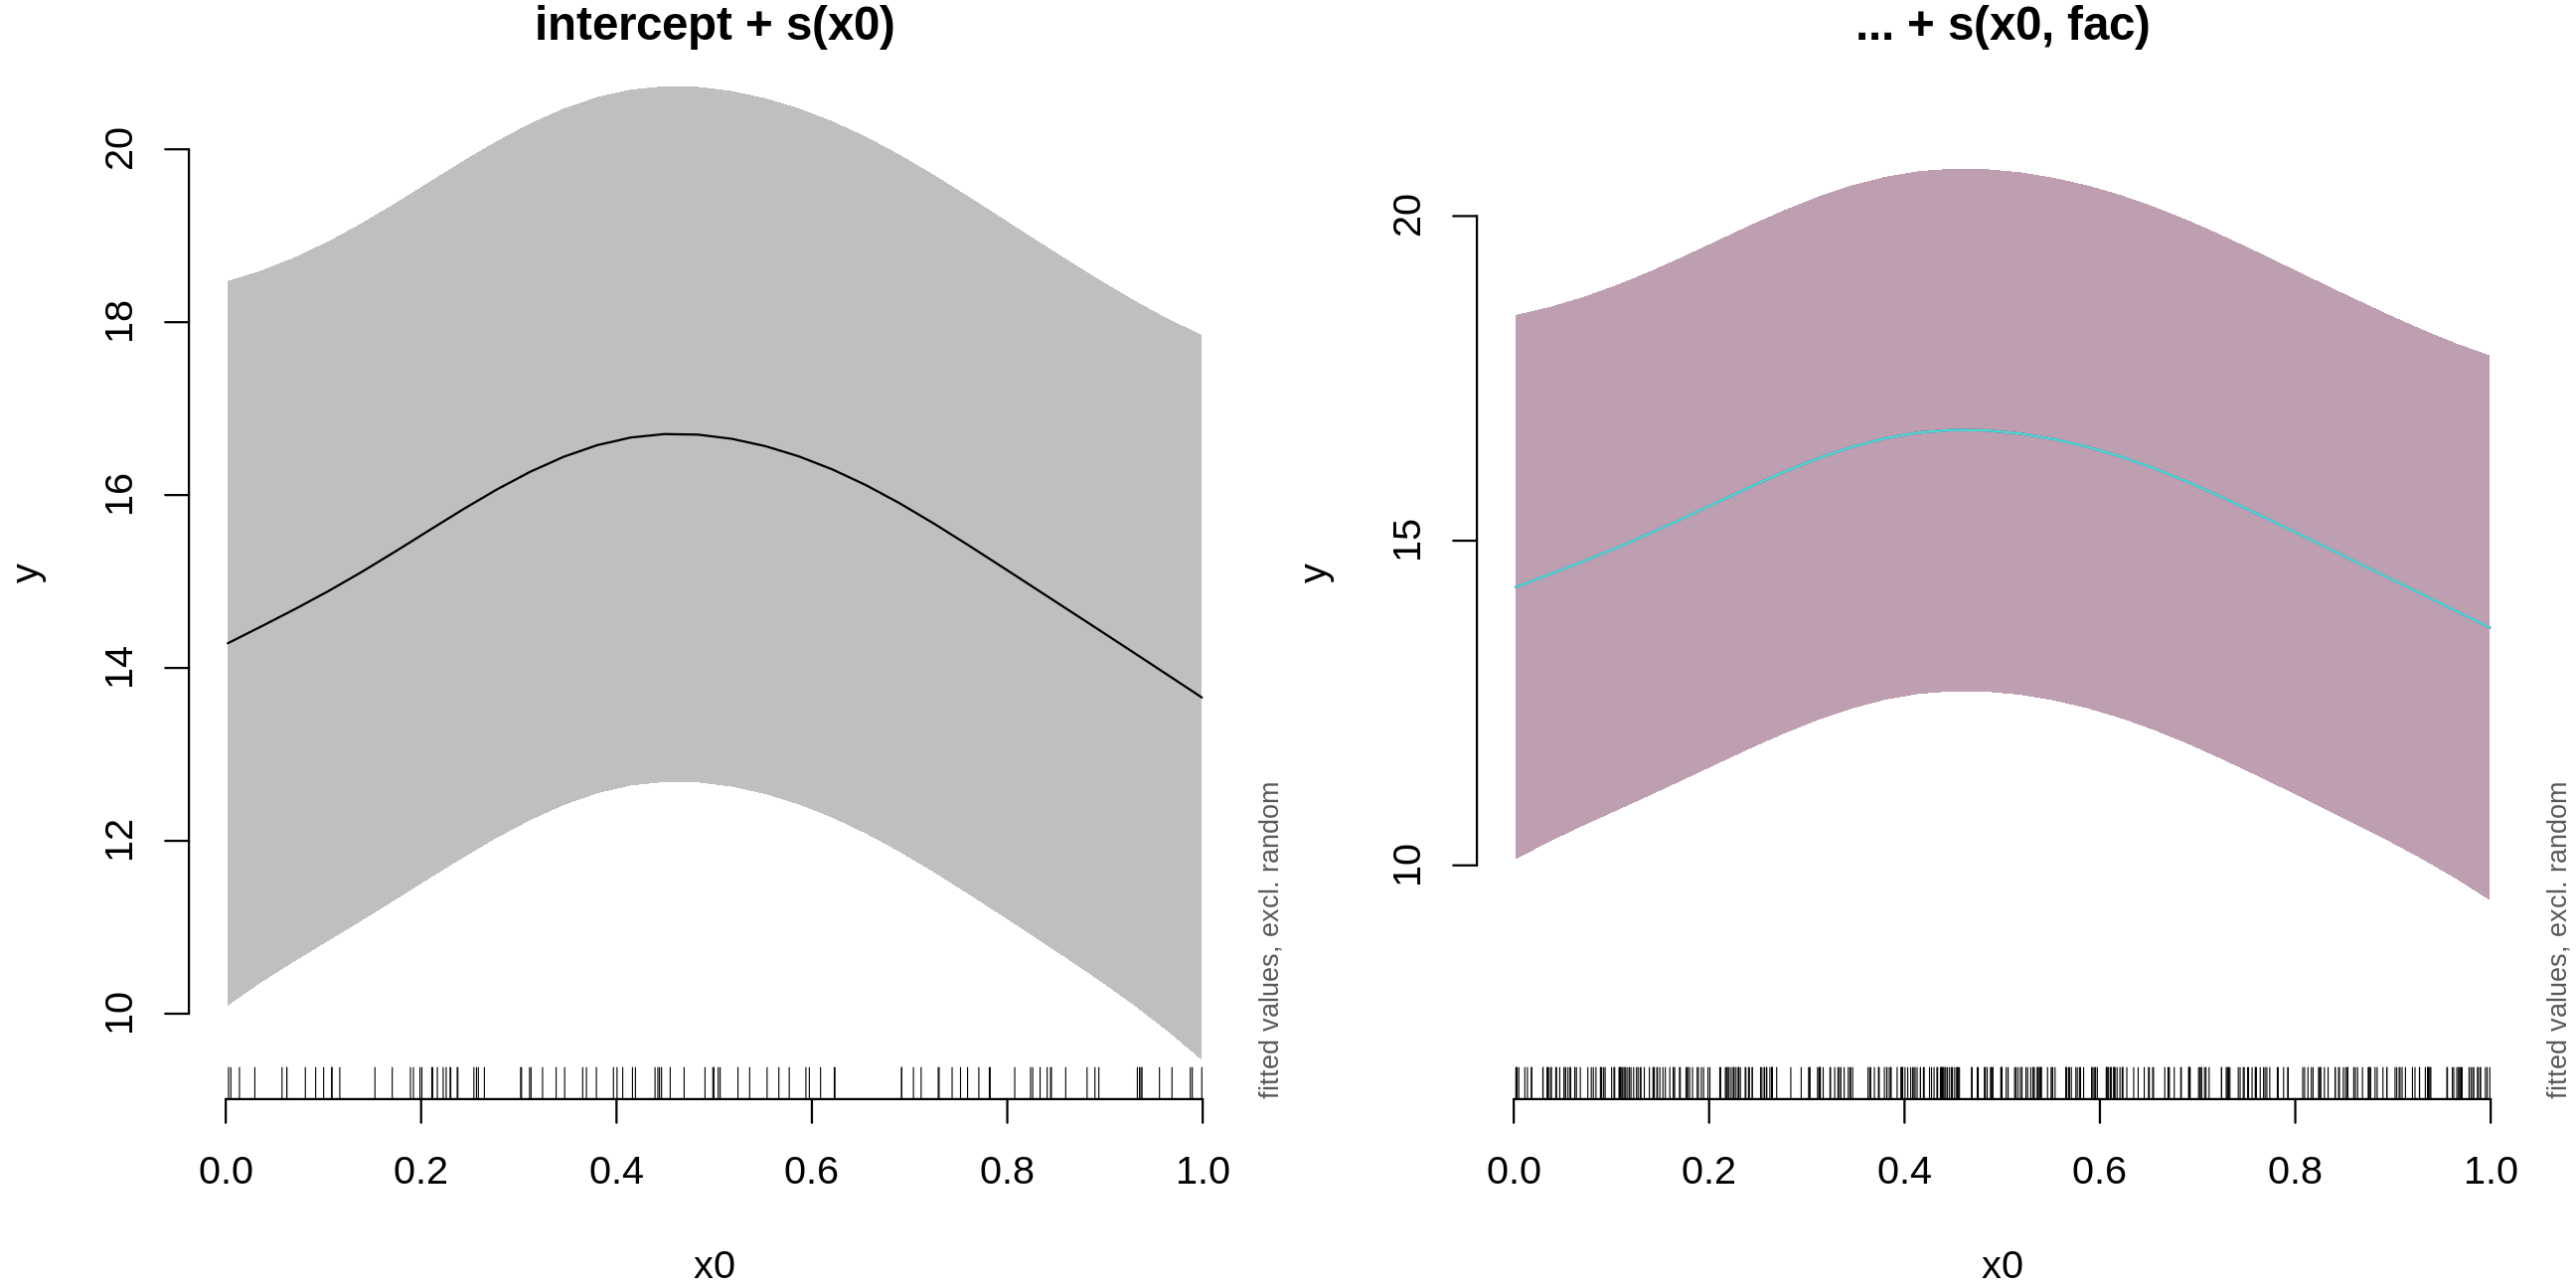 intercept + s(x0)
20
18
16
14
12
10
y
0.0 0.2 0.4 0.6 0.8 1.0
x0
fitted values, excl. random
... + s(x0, fac)
20
15
10
y
0.0 0.2 0.4 0.6 0.8 1.0
x0
fitted values, excl. random